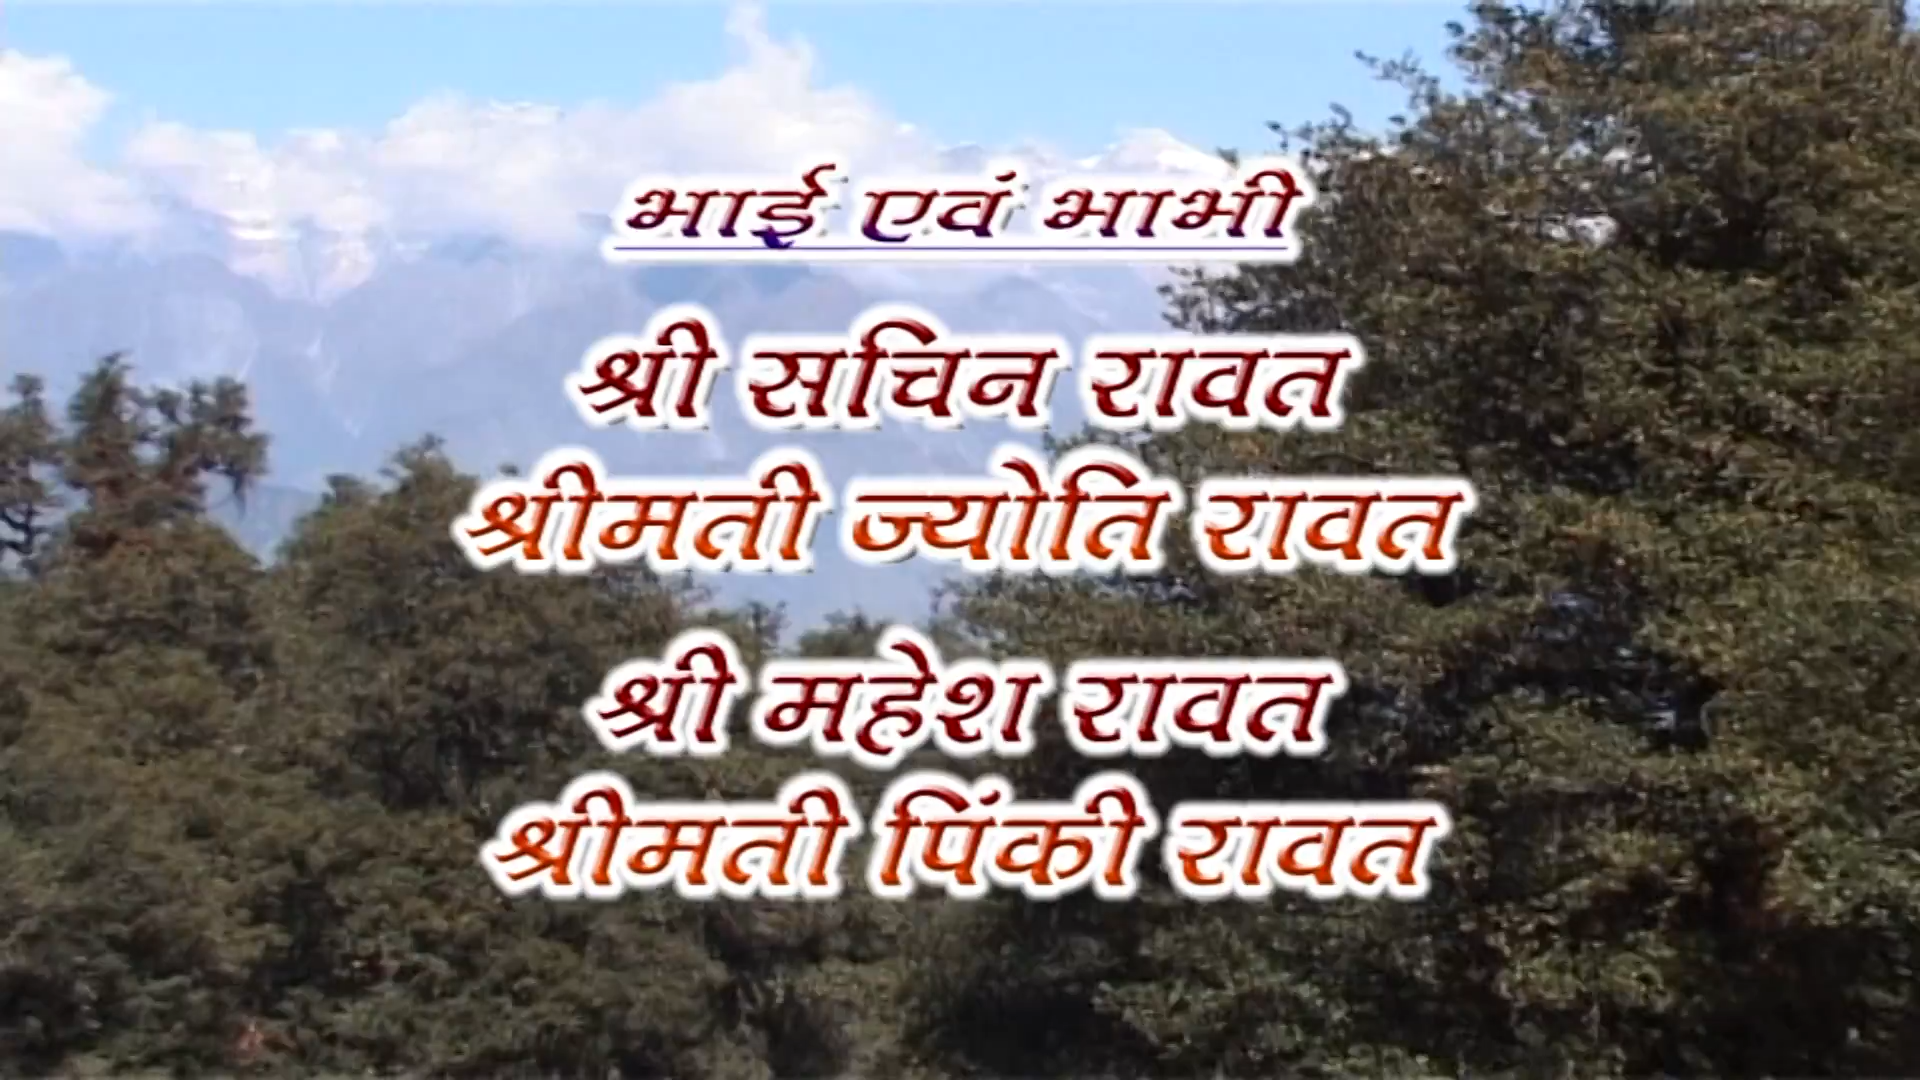 भाई एवं भाभी
श्री सचिन रावत
श्रीमती ज्योति रावत
श्री महेश रावत
श्रीमती पिंकी रावत